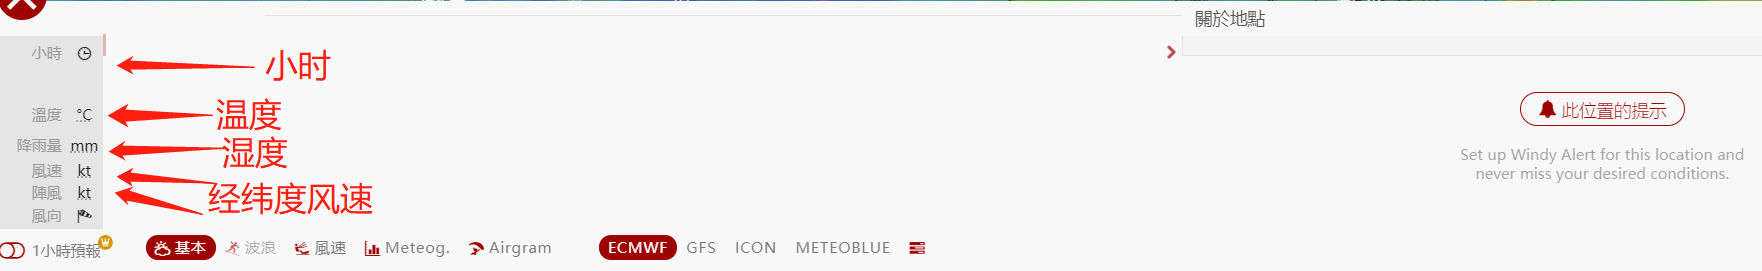 關於地點
小時
小时
溫度 °C
温度
降雨量 mm
湿度
風速 kt
陣風 kt
经纬度风速
風向
此位置的提示
Set up Windy Alert for this location and
never miss your desired conditions.
1小時預報
基本 波浪 風速 Meteog. Airgram ECMWF GFS ICON METEOBLUE